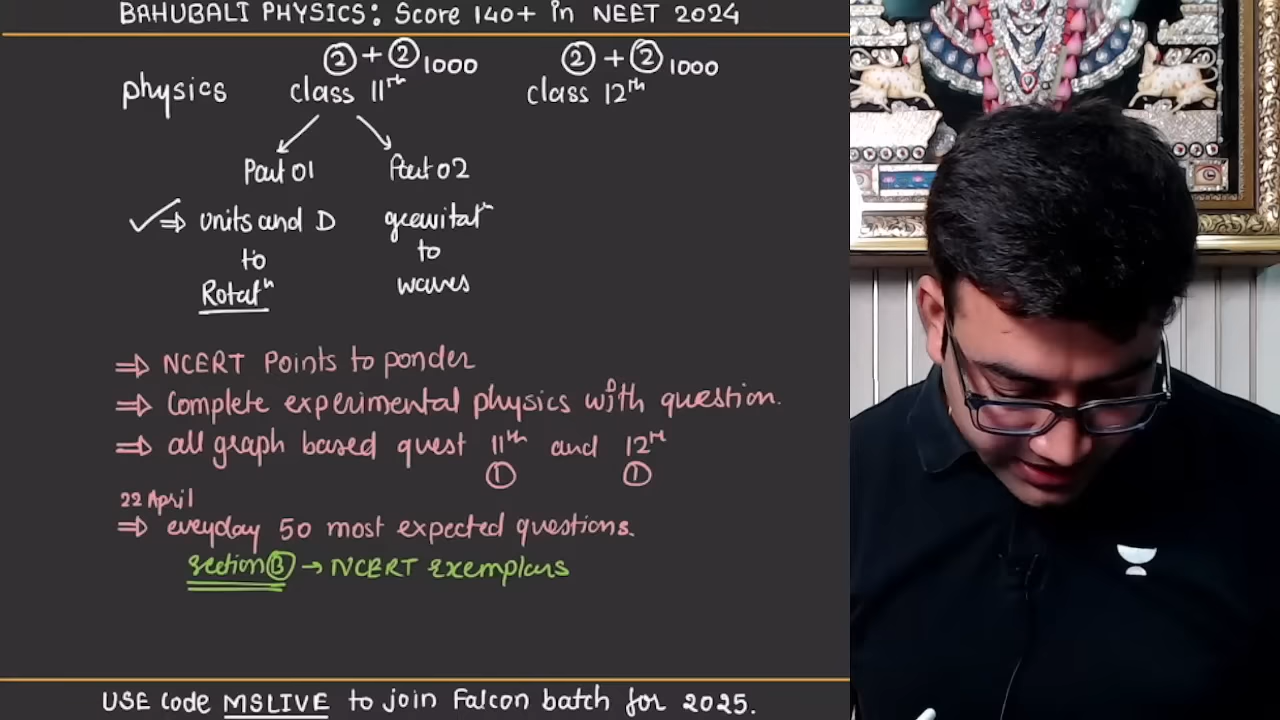 BAHUBALI PHYSICS: Score 140+ in NEET 2024
② + ② 1000
② + ② 1000
physics class 11th class 12th
Part 01 Part 02
✓⇒ Units and D gravitatⁿ
to to
Rotatⁿ waves
⇒ NCERT Points to ponder
⇒ Complete experimental physics with question.
⇒ all graph based quest 11th and 12th
① ①
22 April
⇒ everyday 50 most expected questions.
Section Ⓑ → NCERT Exemplars
USE Code MSLIVE to join Falcon batch for 2025.